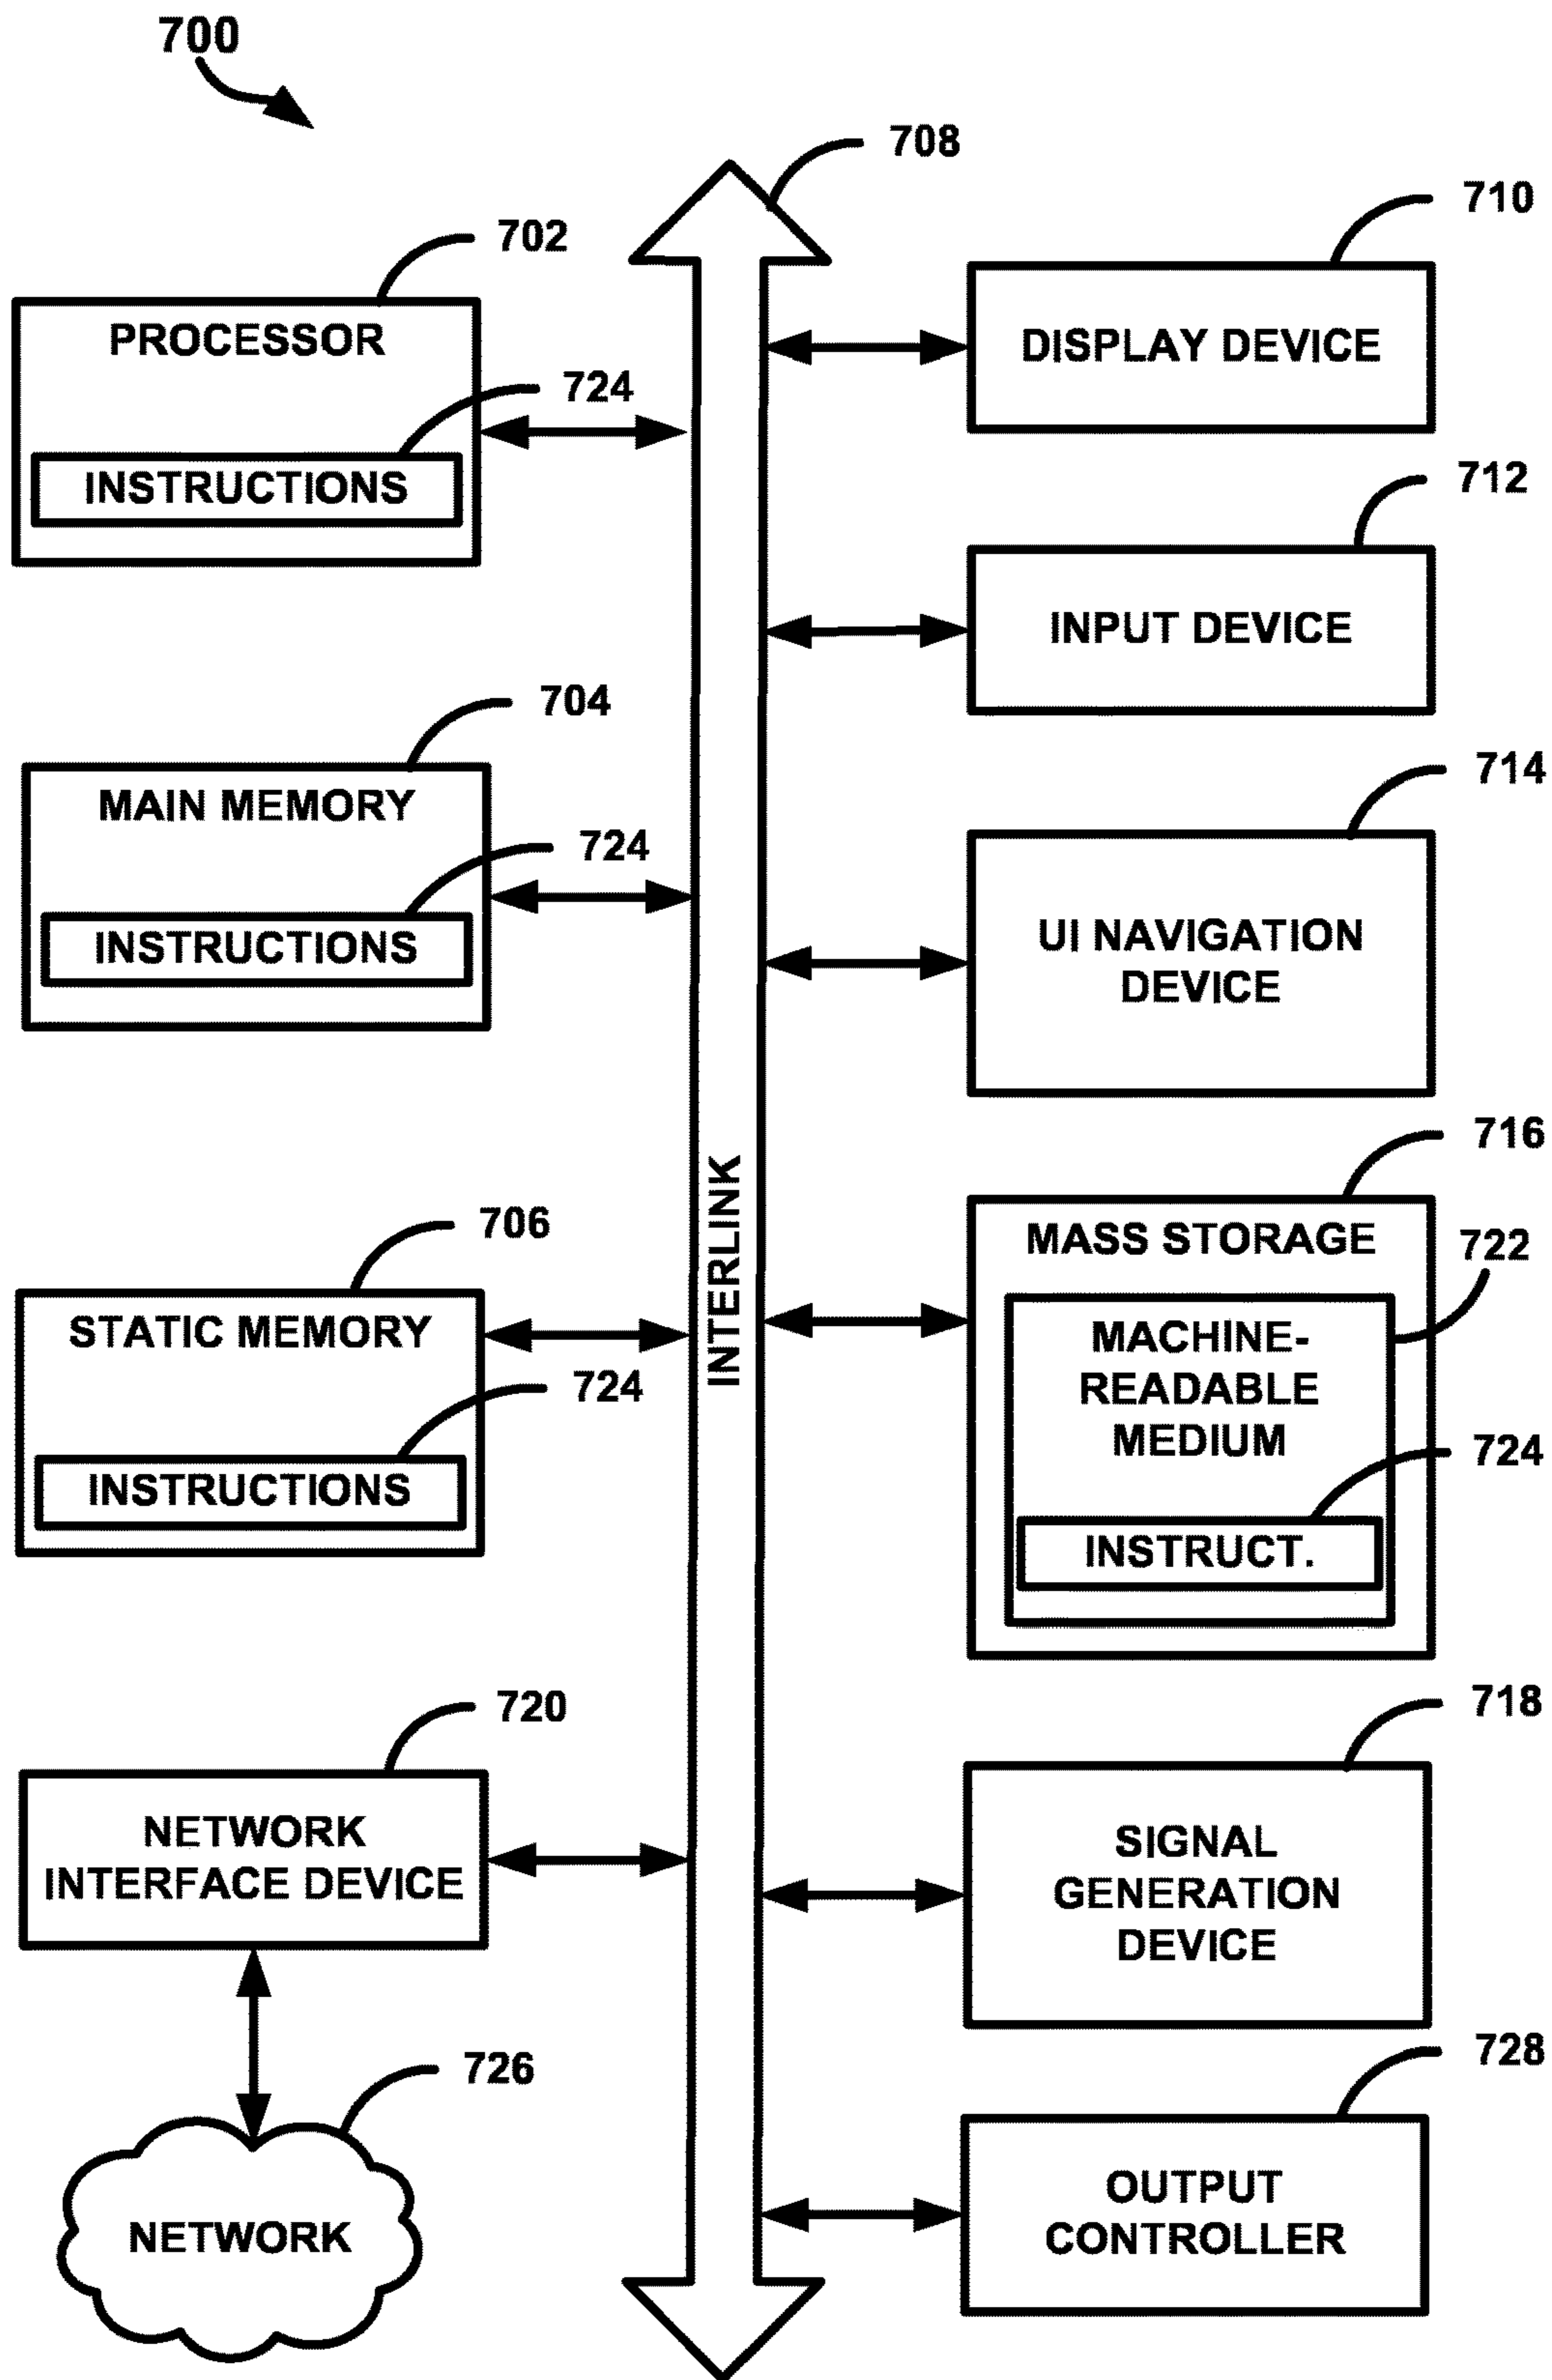 700
708
702
PROCESSOR
724
INSTRUCTIONS
704
MAIN MEMORY
724
INSTRUCTIONS
706
STATIC MEMORY
724
INSTRUCTIONS
720
NETWORK
INTERFACE DEVICE
726
NETWORK
INTERLINK
710
DISPLAY DEVICE
712
INPUT DEVICE
714
UI NAVIGATION
DEVICE
716
MASS STORAGE
722
MACHINE-
READABLE
MEDIUM
724
INSTRUCT.
718
SIGNAL
GENERATION
DEVICE
728
OUTPUT
CONTROLLER